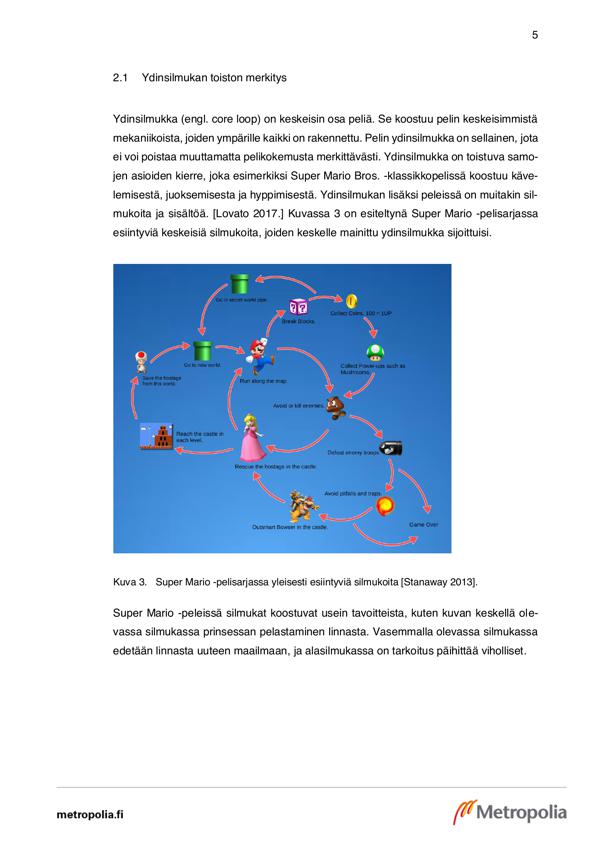 5
2.1 Ydinsilmukan toiston merkitys
Ydinsilmukka (engl. core loop) on keskeisin osa peliä. Se koostuu pelin keskeisimmistä
mekaniikoista, joiden ympärille kaikki on rakennettu. Pelin ydinsilmukka on sellainen, jota
ei voi poistaa muuttamatta pelikokemusta merkittävästi. Ydinsilmukka on toistuva samo-
jen asioiden kierre, joka esimerkiksi Super Mario Bros. -klassikkopelissä koostuu käve-
lemisestä, juoksemisesta ja hyppimisestä. Ydinsilmukan lisäksi peleissä on muitakin sil-
mukoita ja sisältöä. [Lovato 2017.] Kuvassa 3 on esiteltynä Super Mario -pelisarjassa
esiintyviä keskeisiä silmukoita, joiden keskelle mainittu ydinsilmukka sijoittuisi.
Go in secret world pipe.
Break Blocks.
Collect Coins, 100 = 1UP
Go to new world.
Collect Power-ups such as
Mushrooms.
Save the hostage
from this world.
Run along the map.
Avoid or kill enemies.
Reach the castle in
each level.
Defeat enemy troops.
Rescue the hostage in the castle.
Avoid pitfalls and traps.
Outsmart Bowser in the castle.
Game Over
Kuva 3. Super Mario -pelisarjassa yleisesti esiintyviä silmukoita [Stanaway 2013].
Super Mario -peleissä silmukat koostuvat usein tavoitteista, kuten kuvan keskellä ole-
vassa silmukassa prinsessan pelastaminen linnasta. Vasemmalla olevassa silmukassa
edetään linnasta uuteen maailmaan, ja alasilmukassa on tarkoitus päihittää viholliset.
metropolia.fi
Metropolia